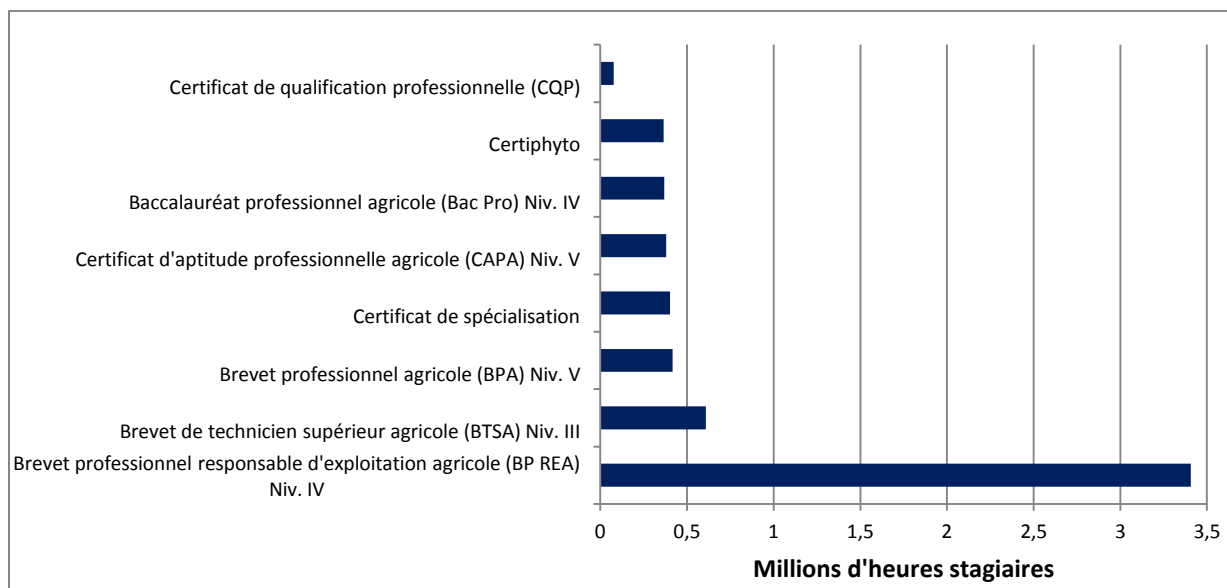 Certificat de qualification professionnelle (CQP)
Certiphyto
Baccalauréat professionnel agricole (Bac Pro) Niv. IV
Certificat d'aptitude professionnelle agricole (CAPA) Niv. V
Certificat de spécialisation
Brevet professionnel agricole (BPA) Niv. V
Brevet de technicien supérieur agricole (BTSA) Niv. III
Brevet professionnel responsable d'exploitation agricole (BP REA)
Niv. IV
0 0,5 1 1,5 2 2,5 3 3,5
Millions d'heures stagiaires